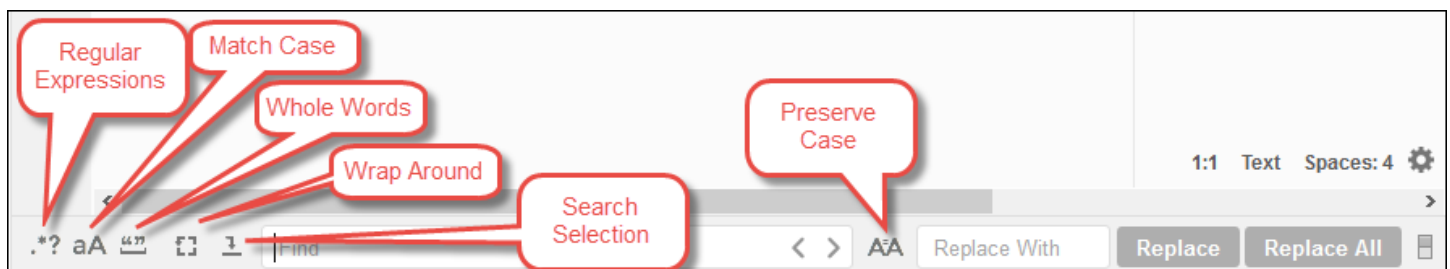 Regular
Expressions
Match Case
Whole Words
Wrap Around
Search
Selection
Preserve
Case
1:1 Text Spaces: 4
.*? aA “” Find AA Replace With Replace Replace All